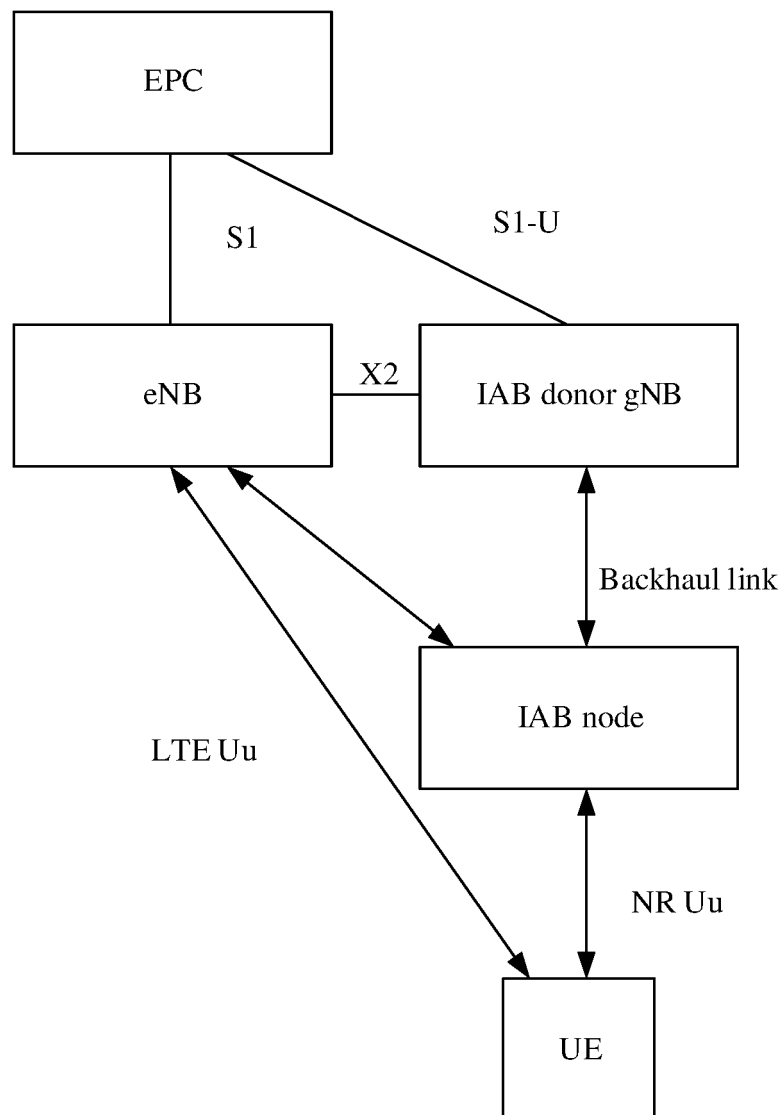 EPC
S1
S1-U
eNB
X2
IAB donor gNB
Backhaul link
IAB node
LTE Uu
NR Uu
UE